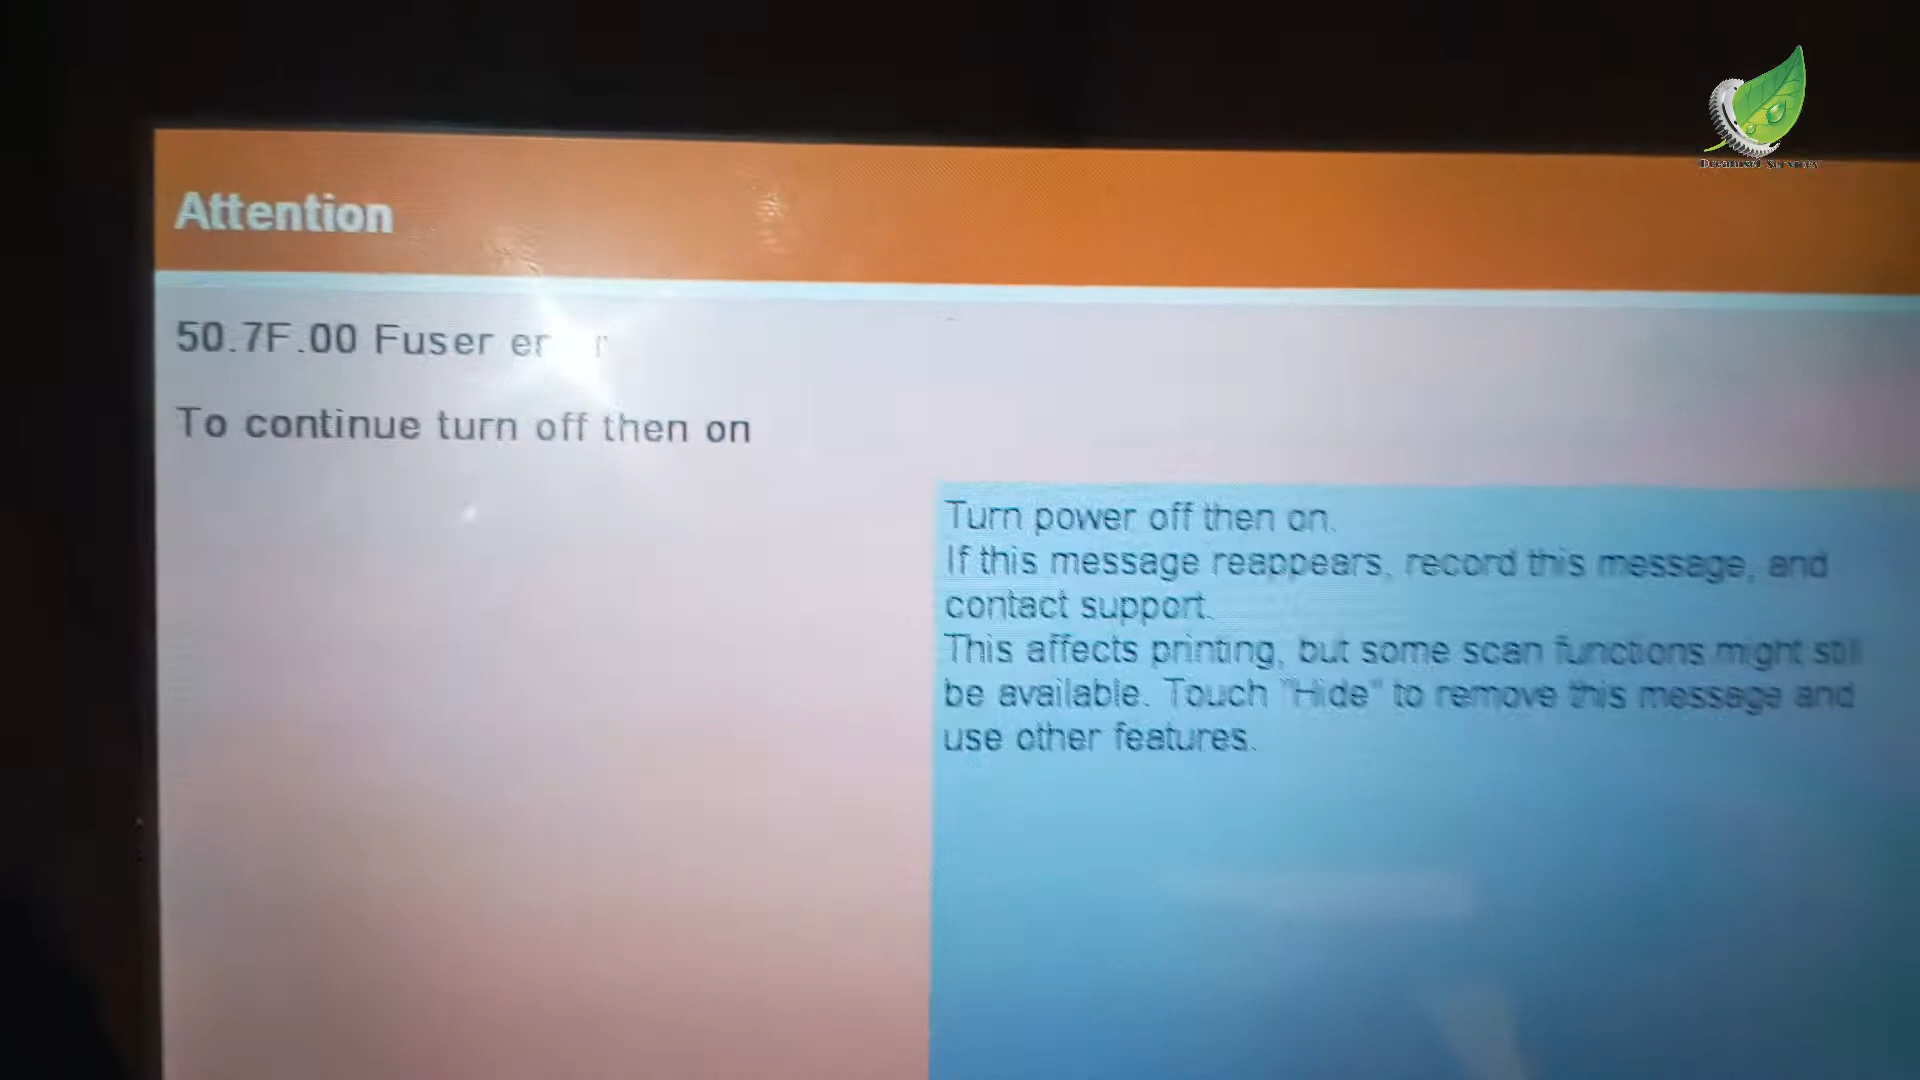 Attention
50.7F.00 Fuser er r
To continue turn off then on
Turn power off then on.
If this message reappears, record this message, and
contact support.
This affects printing, but some scan functions might still
be available. Touch "Hide" to remove this message and
use other features.